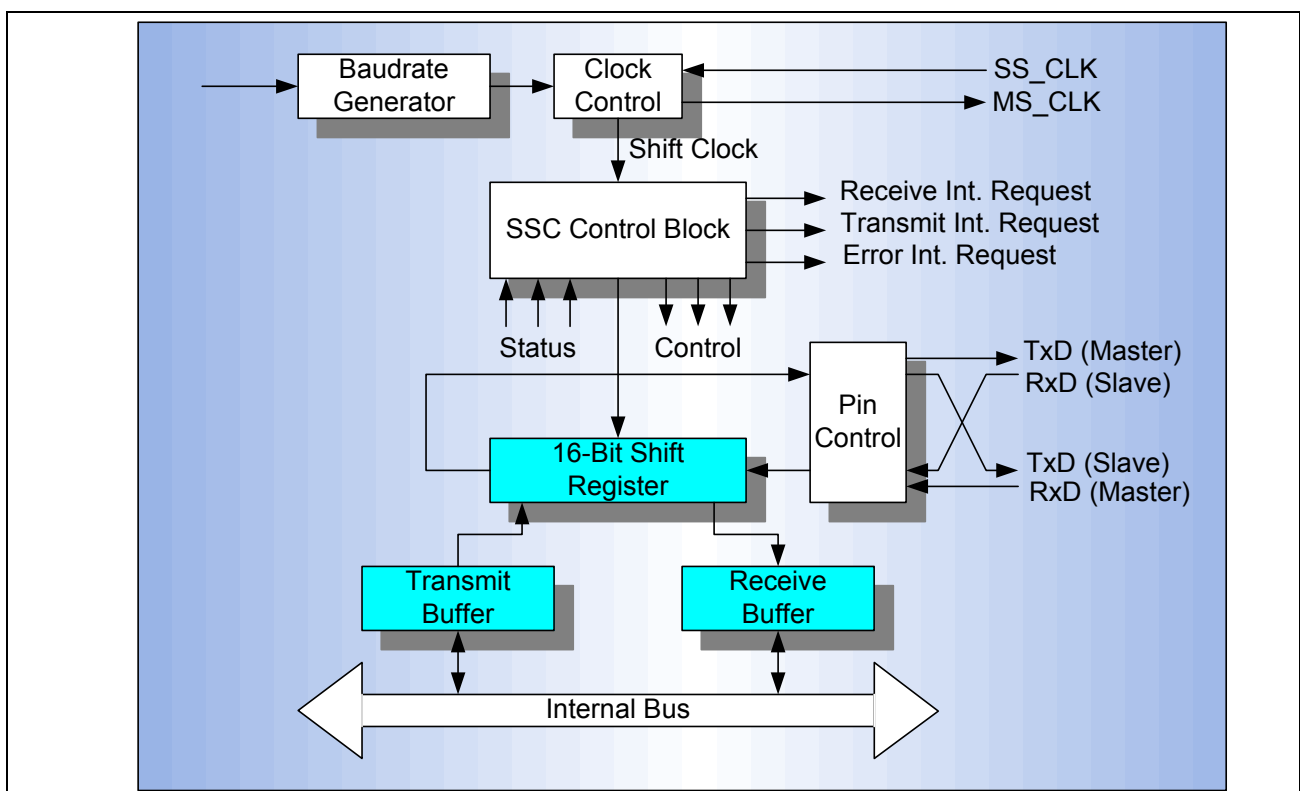 Baudrate
Generator
Clock
Control
SS_CLK
MS_CLK
Shift Clock
SSC Control Block
Receive Int. Request
Transmit Int. Request
Error Int. Request
Status
Control
Pin
Control
TxD (Master)
RxD (Slave)
TxD (Slave)
RxD (Master)
16-Bit Shift
Register
Transmit
Buffer
Receive
Buffer
Internal Bus